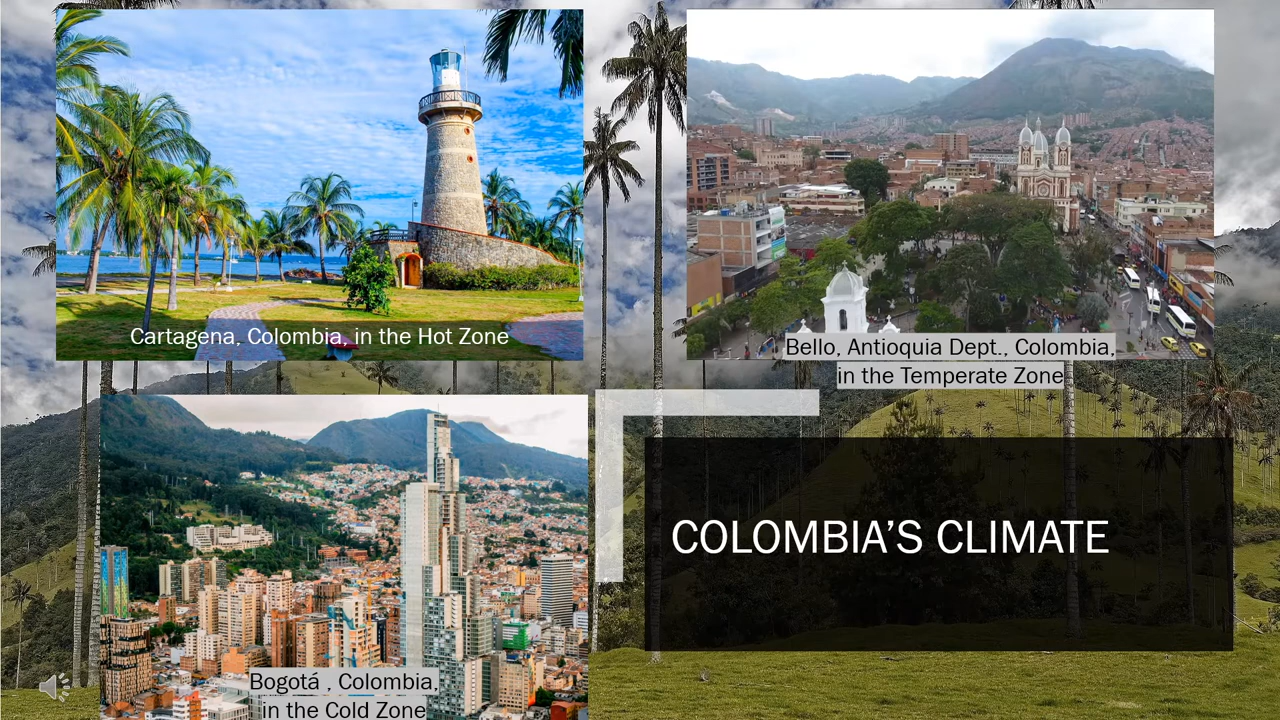 Cartagena, Colombia, in the Hot Zone
Bello, Antioquia Dept., Colombia,
in the Temperate Zone
COLOMBIA’S CLIMATE
Bogotá , Colombia,
in the Cold Zone